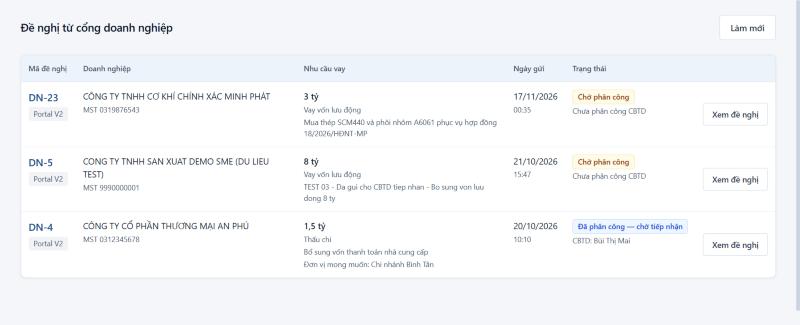 Đề nghị từ cổng doanh nghiệp
Làm mới
Mã đề nghị Doanh nghiệp Nhu cầu vay Ngày gửi Trạng thái
DN-23
Portal V2
CÔNG TY TNHH CƠ KHÍ CHÍNH XÁC MINH PHÁT
MST 0319876543
3 tỷ
Vay vốn lưu động
Mua thép SCM440 và phôi nhôm A6061 phục vụ hợp đồng
18/2026/HĐNT-MP
17/11/2026
00:35
Chờ phân công
Chưa phân công CBTD
Xem đề nghị
DN-5
Portal V2
CONG TY TNHH SAN XUAT DEMO SME (DU LIEU
TEST)
MST 9990000001
8 tỷ
Vay vốn lưu động
TEST 03 - Da gui cho CBTD tiep nhan - Bo sung von luu
dong 8 ty
21/10/2026
15:47
Chờ phân công
Chưa phân công CBTD
Xem đề nghị
DN-4
Portal V2
CÔNG TY CỔ PHẦN THƯƠNG MẠI AN PHÚ
MST 0312345678
1,5 tỷ
Thấu chi
Bổ sung vốn thanh toán nhà cung cấp
Đơn vị mong muốn: Chi nhánh Bình Tân
20/10/2026
10:10
Đã phân công — chờ tiếp nhận
CBTD: Bùi Thị Mai
Xem đề nghị